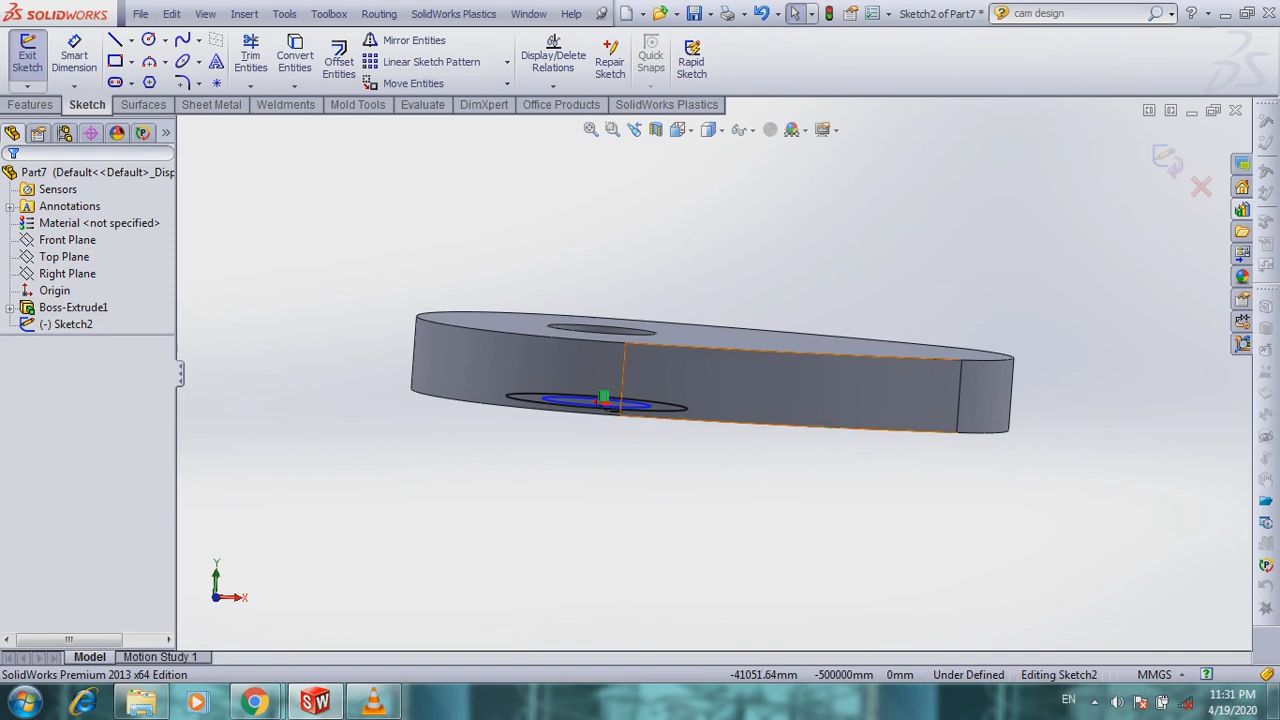 SOLIDWORKS File Edit View Insert Tools Toolbox Routing SolidWorks Plastics Window Help Sketch2 of Part7 * cam design
Exit Sketch
Smart Dimension
Trim Entities
Convert Entities
Offset Entities
Mirror Entities
Linear Sketch Pattern
Move Entities
Display/Delete Relations
Repair Sketch
Quick Snaps
Rapid Sketch
Features Sketch Surfaces Sheet Metal Weldments Mold Tools Evaluate DimXpert Office Products SolidWorks Plastics
Part7 (Default<<Default>_Disp
Sensors
Annotations
Material <not specified>
Front Plane
Top Plane
Right Plane
Origin
Boss-Extrude1
(-) Sketch2
Y
X
Model Motion Study 1
SolidWorks Premium 2013 x64 Edition -41051.64mm -500000mm 0mm Under Defined Editing Sketch2 MMGS
EN 11:31 PM
4/19/2020